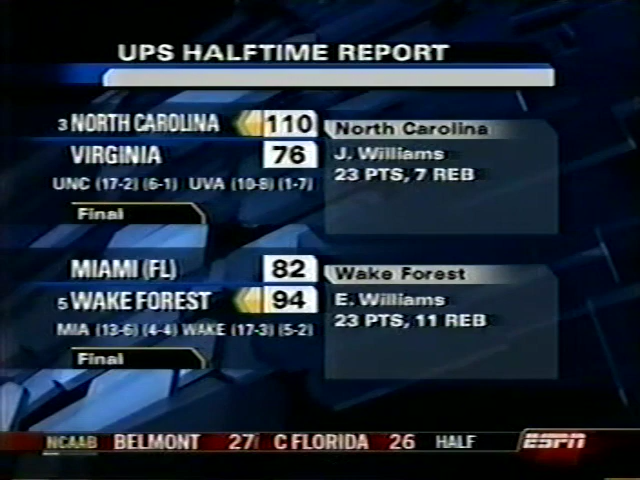 UPS HALFTIME REPORT
3 NORTH CAROLINA 110
VIRGINIA 76
UNC (17-2) (6-1) UVA (10-8) (1-7)
Final
North Carolina
J. Williams
23 PTS, 7 REB
MIAMI (FL) 82
5 WAKE FOREST 94
MIA (13-6) (4-4) WAKE (17-3) (5-2)
Final
Wake Forest
E. Williams
23 PTS, 11 REB
NCAAB BELMONT 27 C FLORIDA 26 HALF ESPN